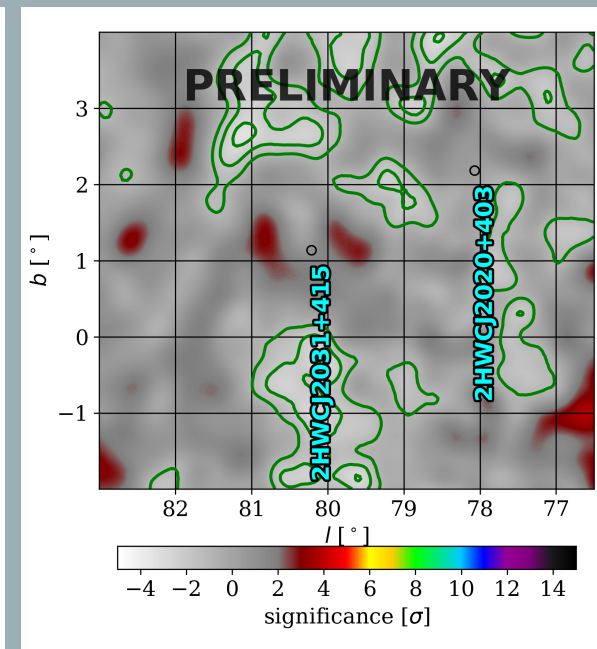 PRELIMINARY
3
2
1
0
−1
b [°]
2HWCJ2031+415
2HWCJ2020+403
82 81 80 79 78 77
l [°]
−4 −2 0 2 4 6 8 10 12 14
significance [σ]